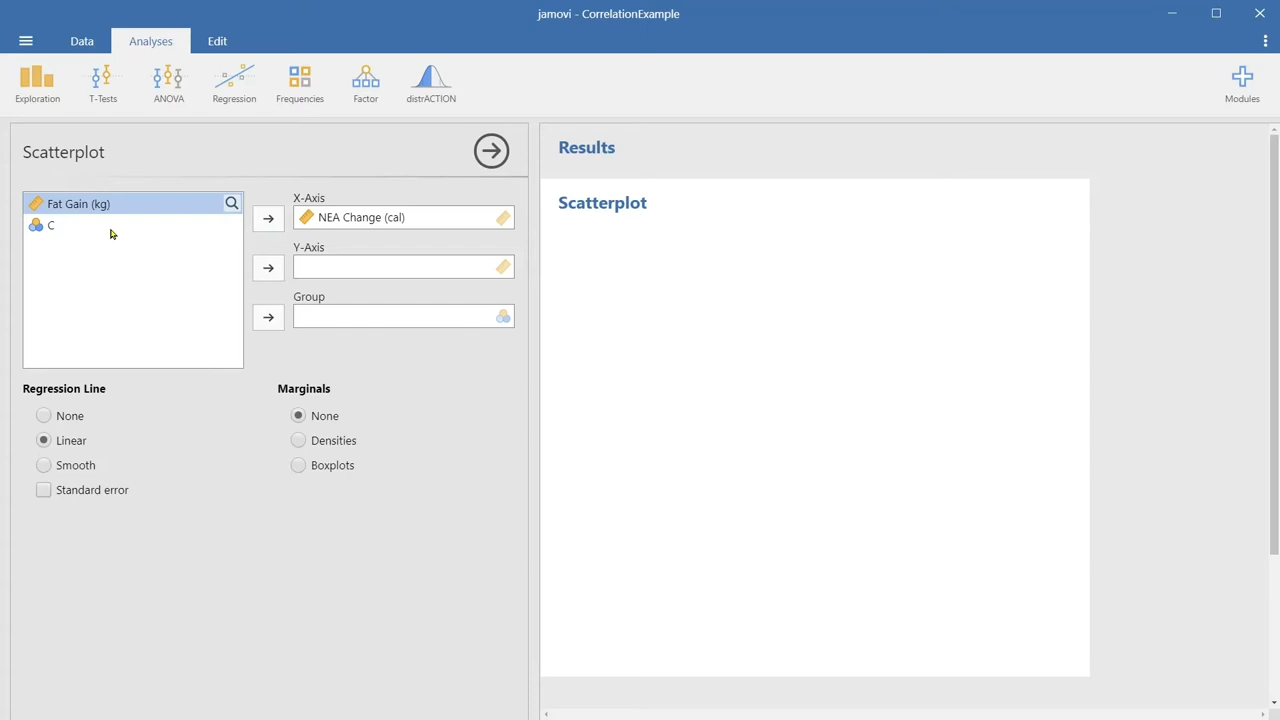 jamovi - CorrelationExample
Data Analyses Edit
Exploration T-Tests ANOVA Regression Frequencies Factor distrACTION Modules
Scatterplot
Fat Gain (kg)
C
X-Axis
NEA Change (cal)
Y-Axis
Group
Regression Line
None
Linear
Smooth
Standard error
Marginals
None
Densities
Boxplots
Results
Scatterplot